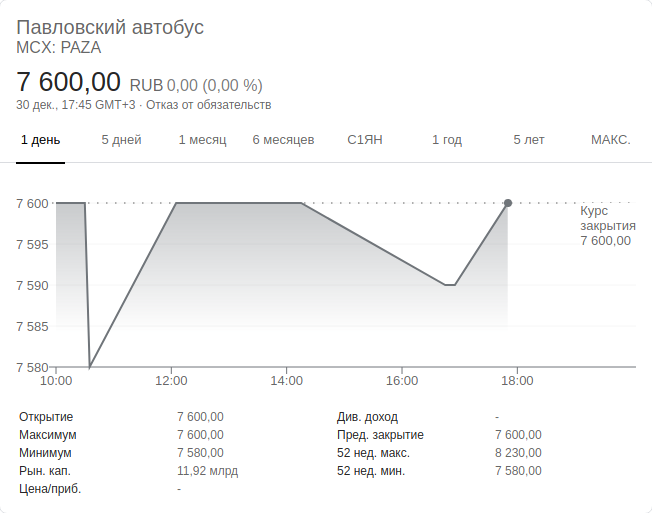 Павловский автобус
MCX: PAZA
7 600,00 RUB 0,00 (0,00 %)
30 дек., 17:45 GMT+3 · Отказ от обязательств
1 день 5 дней 1 месяц 6 месяцев С1ЯН 1 год 5 лет МАКС.
7 600
7 595
7 590
7 585
7 580
Курс
закрытия
7 600,00
10:00 12:00 14:00 16:00 18:00
Открытие 7 600,00 Див. доход -
Максимум 7 600,00 Пред. закрытие 7 600,00
Минимум 7 580,00 52 нед. макс. 8 230,00
Рын. кап. 11,92 млрд 52 нед. мин. 7 580,00
Цена/приб. -